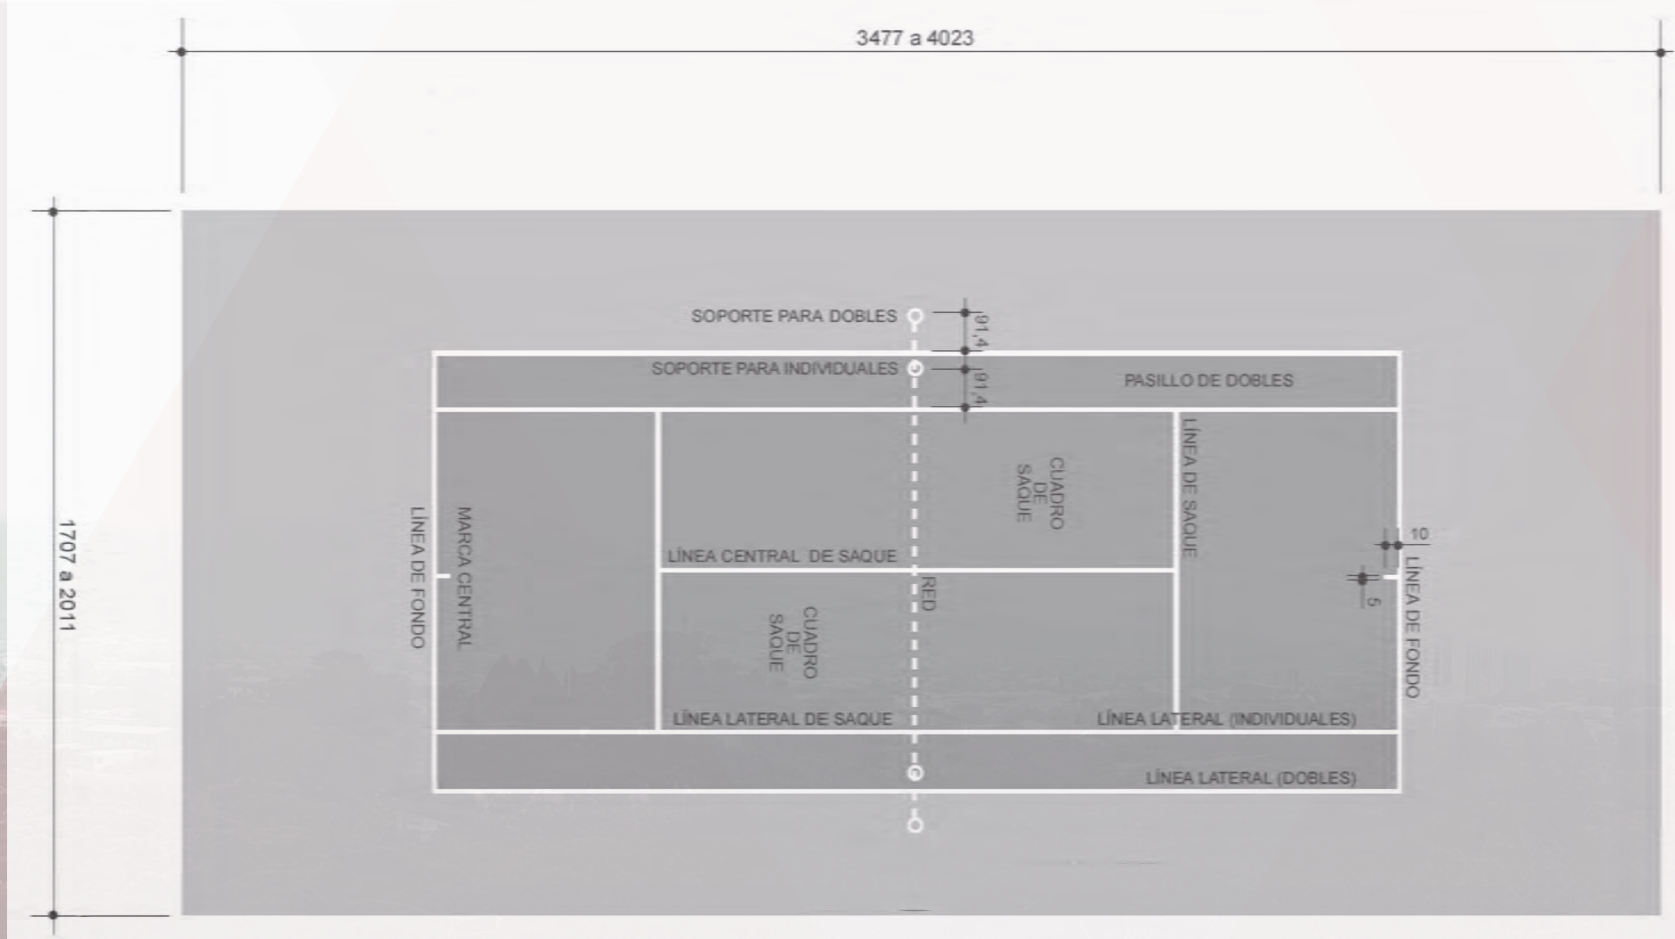 3477 a 4023
SOPORTE PARA DOBLES
91,4
SOPORTE PARA INDIVIDUALES
91,4
PASILLO DE DOBLES
LÍNEA DE SAQUE
CUADRO
DE
SAQUE
1707 a 2011
LÍNEA DE FONDO
MARCA CENTRAL
LÍNEA CENTRAL DE SAQUE
RED
10
5
LÍNEA DE FONDO
CUADRO
DE
SAQUE
LÍNEA LATERAL DE SAQUE
LÍNEA LATERAL (INDIVIDUALES)
LÍNEA LATERAL (DOBLES)